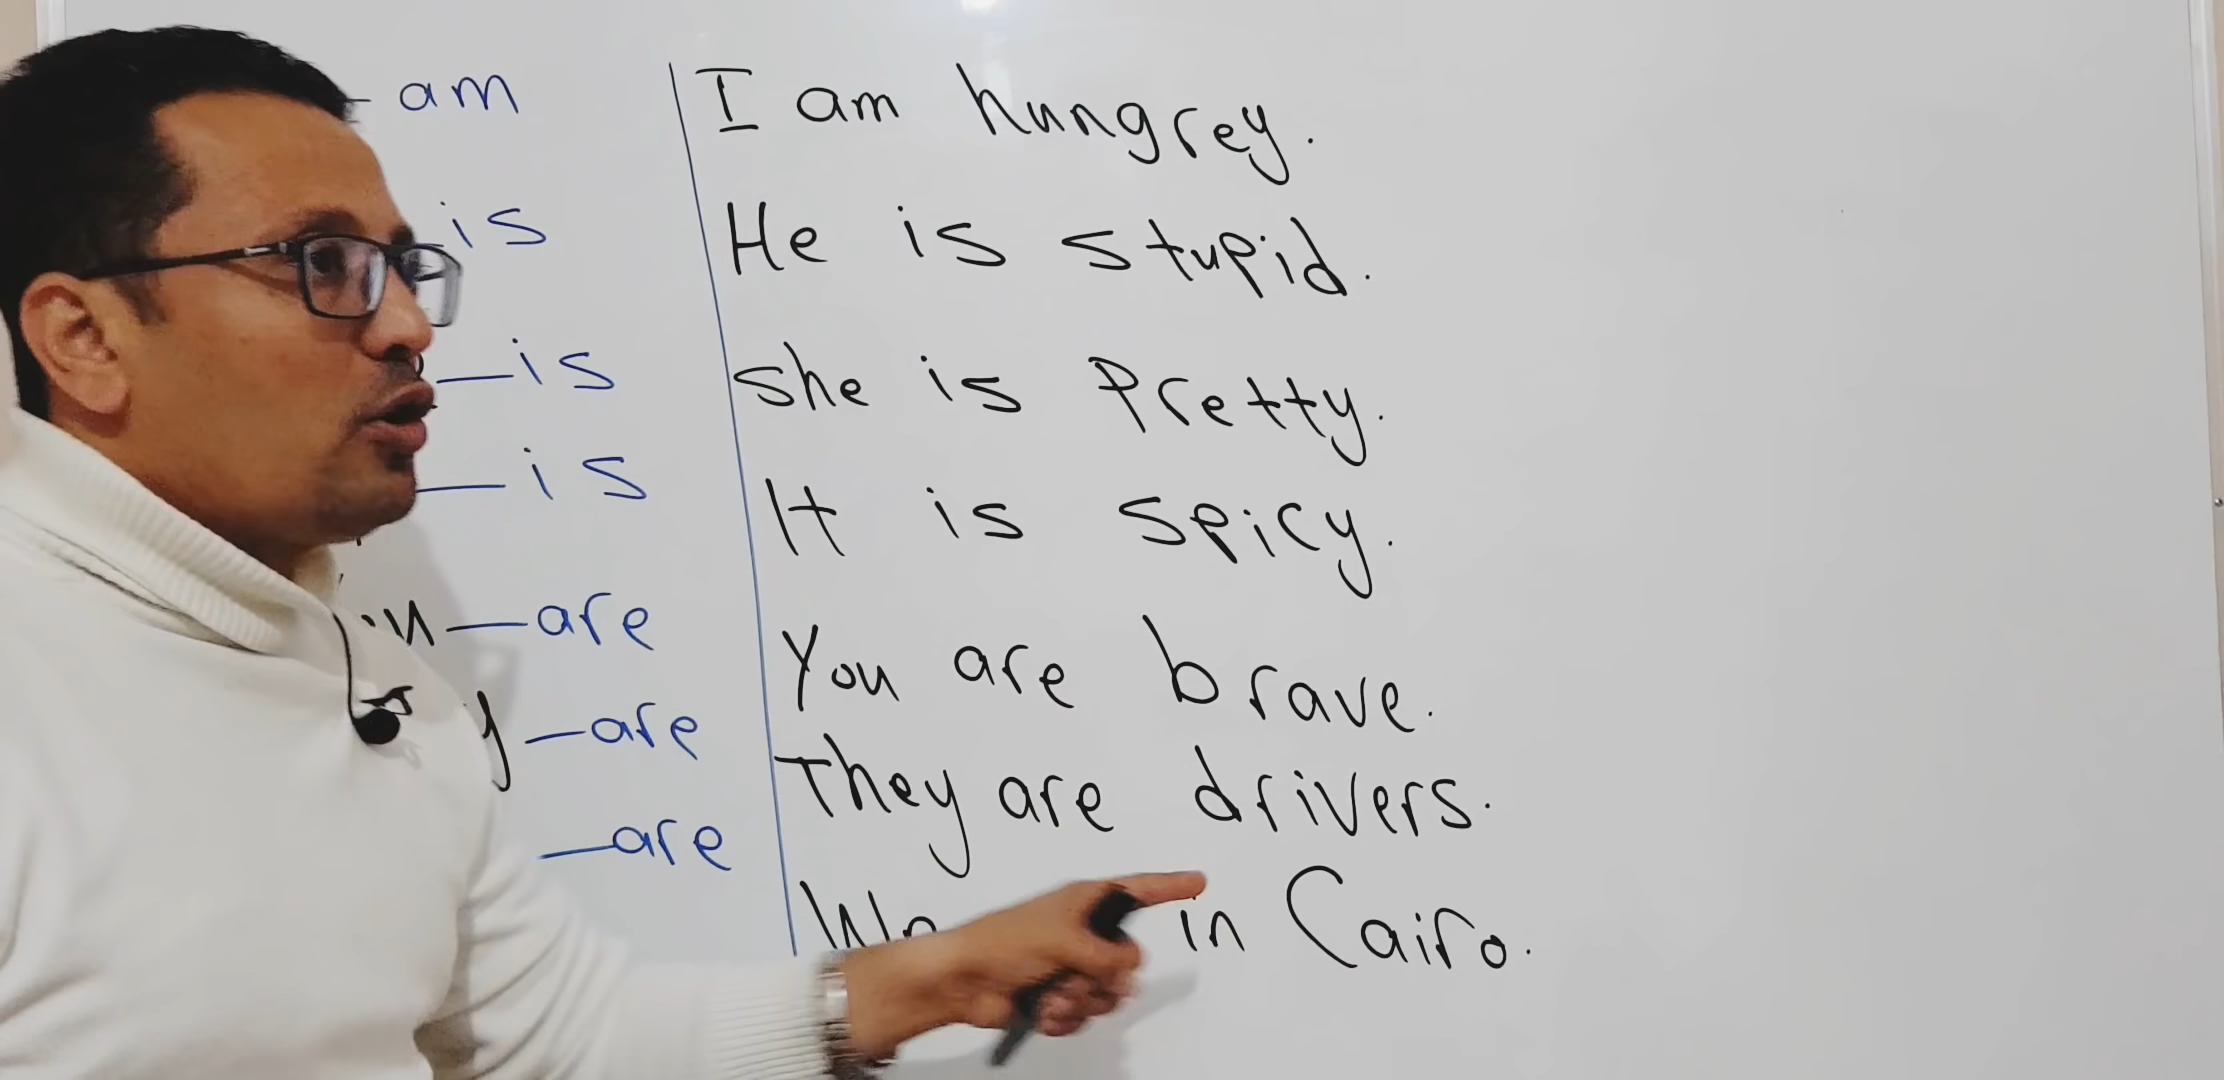 — am I am hungrey.
is He is stupid.
— is She is Pretty.
— is It is spicy.
— are You are brave.
— are They are drivers.
— are in Cairo.